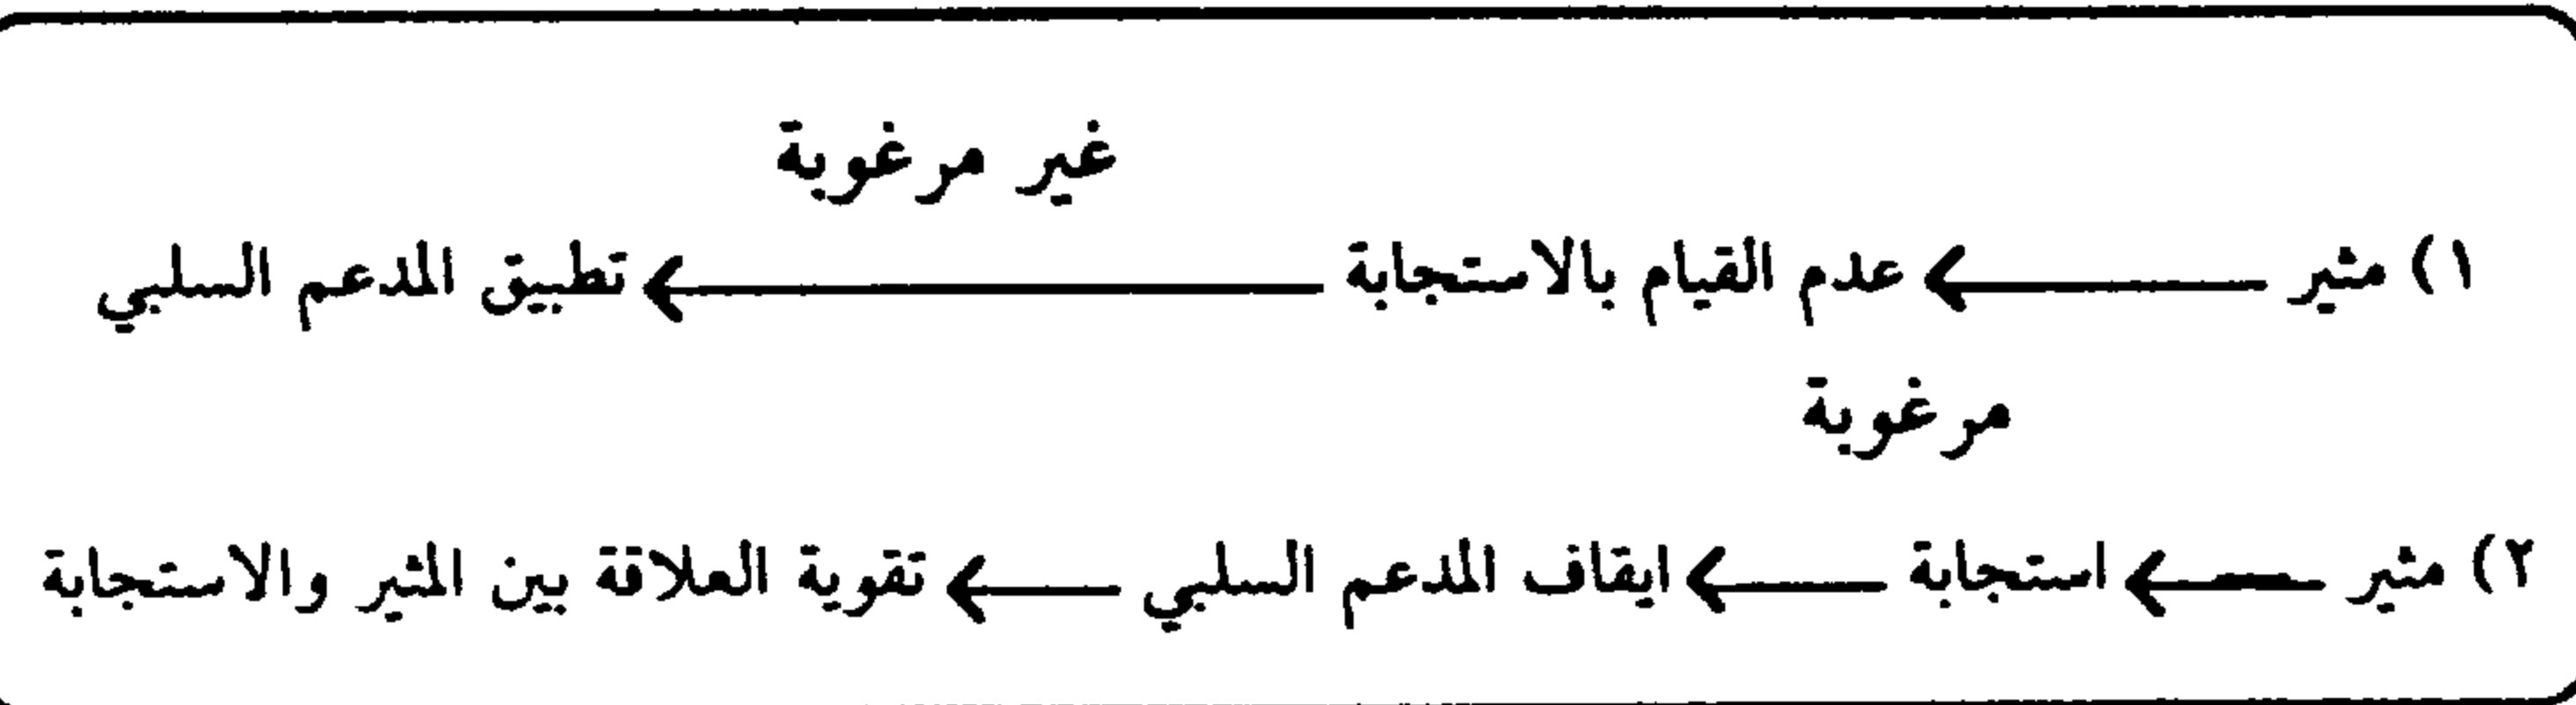 غير مرغوبة
١) مثير ← عدم القيام بالاستجابة ← تطبيق المدعم السلبي
مرغوبة
٢) مثير ← استجابة ← ايقاف المدعم السلبي ← تقوية العلاقة بين المثير والاستجابة